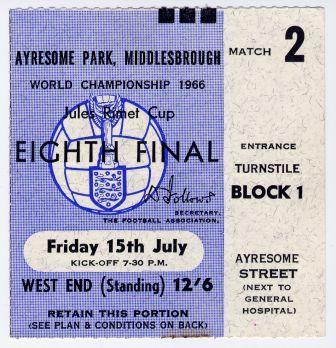 AYRESOME PARK, MIDDLESBROUGH
WORLD CHAMPIONSHIP 1966
Jules Rimet Cup
EIGHTH FINAL
D Follows
SECRETARY,
THE FOOTBALL ASSOCIATION.
Friday 15th July
KICK-OFF 7-30 P.M.
WEST END (Standing) 12'6
RETAIN THIS PORTION
(SEE PLAN & CONDITIONS ON BACK)
MATCH 2
ENTRANCE
TURNSTILE
BLOCK 1
AYRESOME
STREET
(NEXT TO
GENERAL
HOSPITAL)